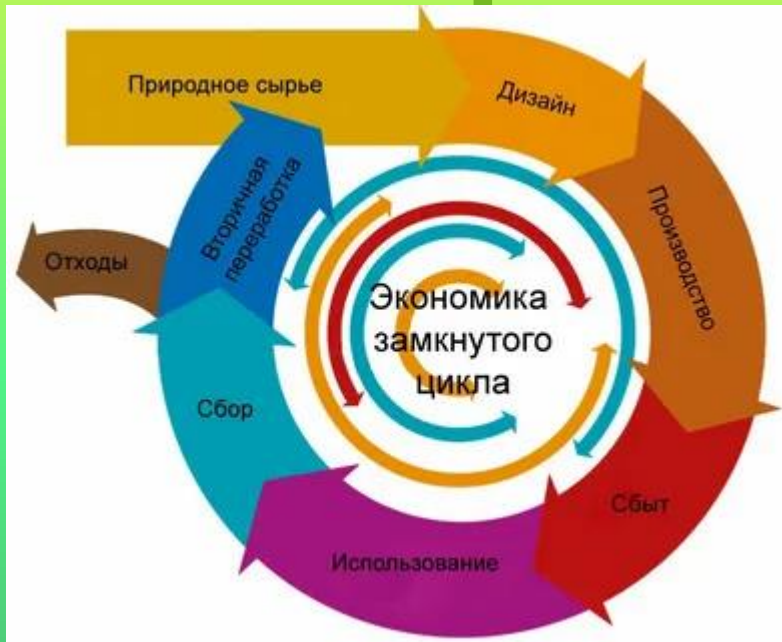 Природное сырье
Дизайн
Производство
Сбыт
Использование
Сбор
Вторичная
переработка
Отходы
Экономика
замкнутого
цикла